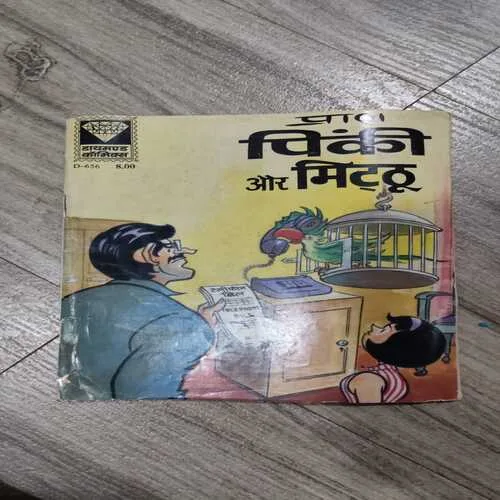 डायमण्ड
कॉमिक्स
D-656 8.00
प्राण
पिंकी
और मिट्ठू
टेलीफोन
बिल